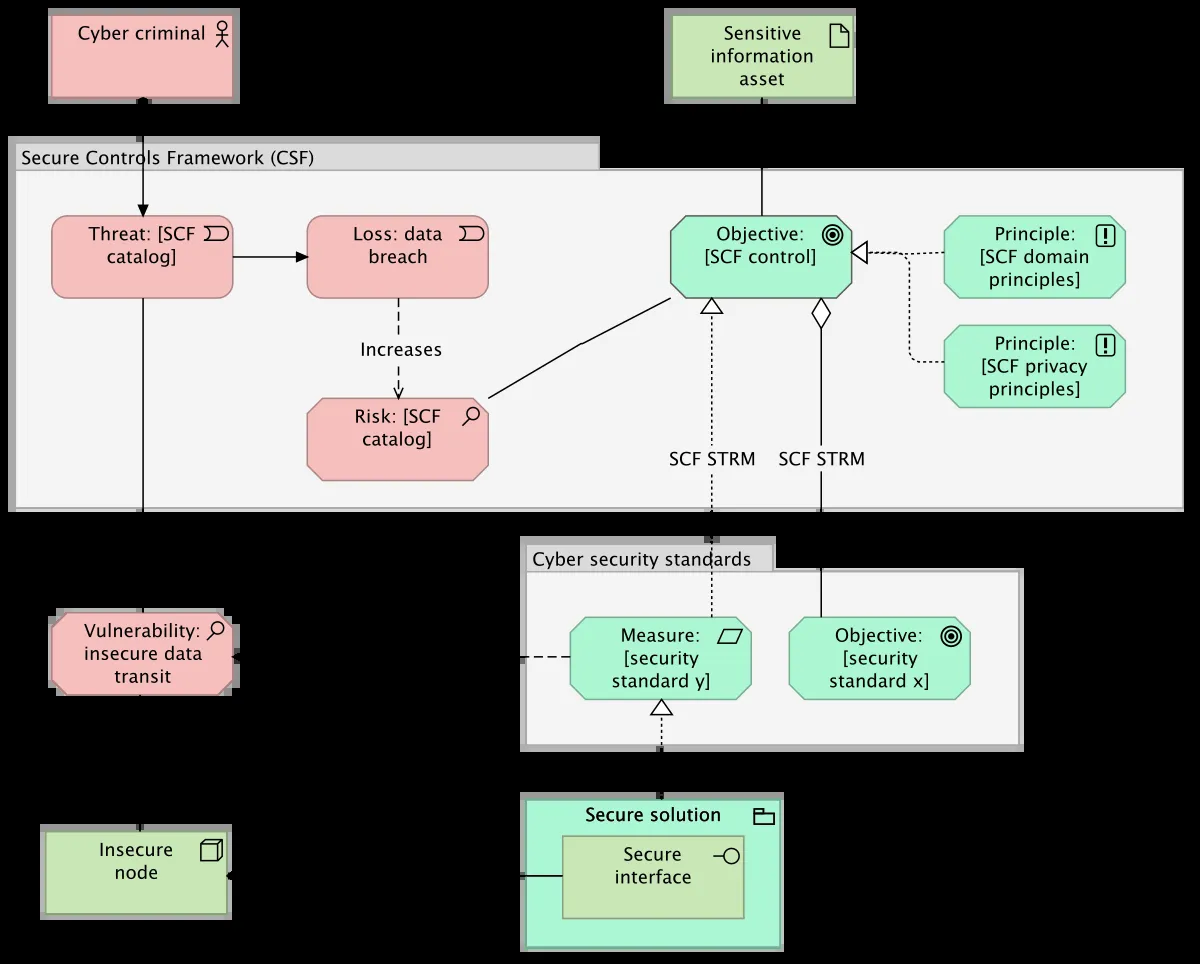 Cyber criminal
Sensitive
information
asset
Secure Controls Framework (CSF)
Threat: [SCF
catalog]
Loss: data
breach
Objective:
[SCF control]
Principle:
[SCF domain
principles]
Increases
Principle:
[SCF privacy
principles]
Risk: [SCF
catalog]
SCF STRM
SCF STRM
Cyber security standards
Vulnerability:
insecure data
transit
Measure:
[security
standard y]
Objective:
[security
standard x]
Secure solution
Insecure
node
Secure
interface